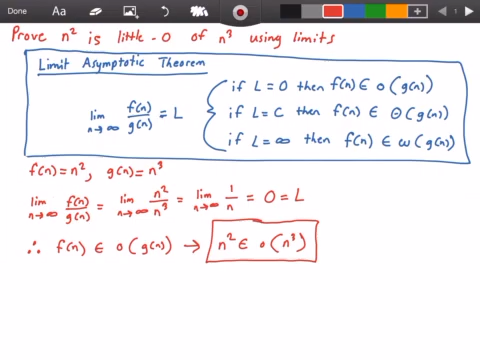 Done
1
Prove n² is little-O of n³ using limits
Limit Asymptotic Theorem
lim n→∞ f(n)/g(n) = L
if L = 0 then f(n) ∈ o(g(n))
if L = C then f(n) ∈ Θ(g(n))
if L = ∞ then f(n) ∈ ω(g(n))
f(n) = n², g(n) = n³
lim n→∞ f(n)/g(n) = lim n→∞ n²/n³ = lim n→∞ 1/n = 0 = L
∴ f(n) ∈ o(g(n)) → n² ∈ o(n³)